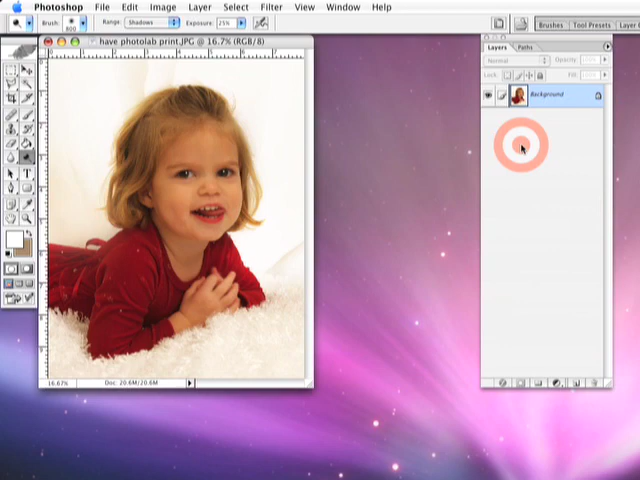 Photoshop File Edit Image Layer Select Filter View Window Help
Brush: 800 Range: Shadows Exposure: 25%
Brushes Tool Presets Layer
have photolab print.JPG @ 16.7% (RGB/8)
Layers Paths
Normal Opacity:
Lock: Fill:
Background
16.67% Doc: 20.6M/20.6M